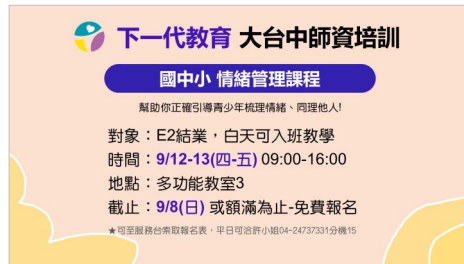 下一代教育 大台中師資培訓
國中小 情緒管理課程
幫助你正確引導青少年梳理情緒、同理他人!
對象：E2結業，白天可入班教學
時間：9/12-13(四-五) 09:00-16:00
地點：多功能教室3
截止：9/8(日) 或額滿為止-免費報名
★可至服務台索取報名表，平日可洽許小姐04-24737331分機15